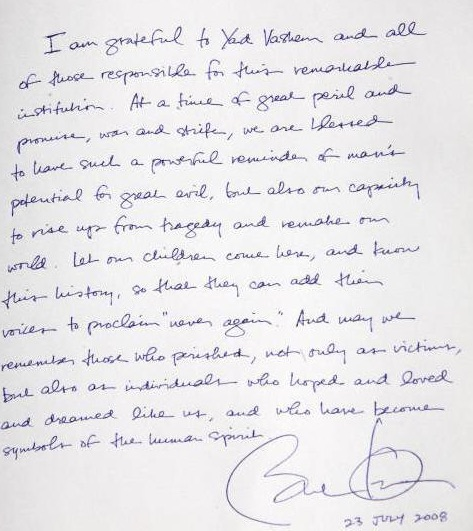 I am grateful to Yad Vashem and all
of those responsible for this remarkable
institution. At a time of great peril and
promise, war and strife, we are blessed
to have such a powerful reminder of man's
potential for great evil, but also our capacity
to rise up from tragedy and remake our
world. Let our children come here, and know
this history, so that they can add their
voices to proclaim "never again." And may we
remember those who perished, not only as victims,
but also as individuals who hoped and loved
and dreamed like us, and who have become
symbols of the human spirit.
23 JULY 2008